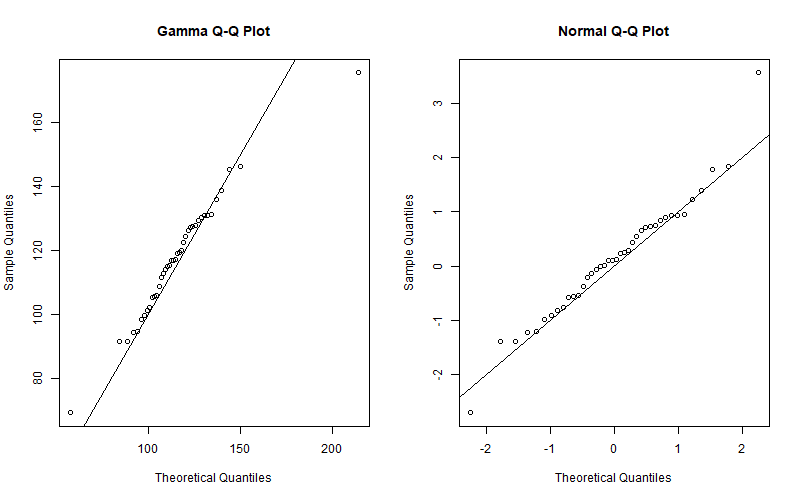 Gamma Q-Q Plot
Sample Quantiles
160
140
120
100
80
100 150 200
Theoretical Quantiles
Normal Q-Q Plot
Sample Quantiles
3
2
1
0
-1
-2
-2 -1 0 1 2
Theoretical Quantiles